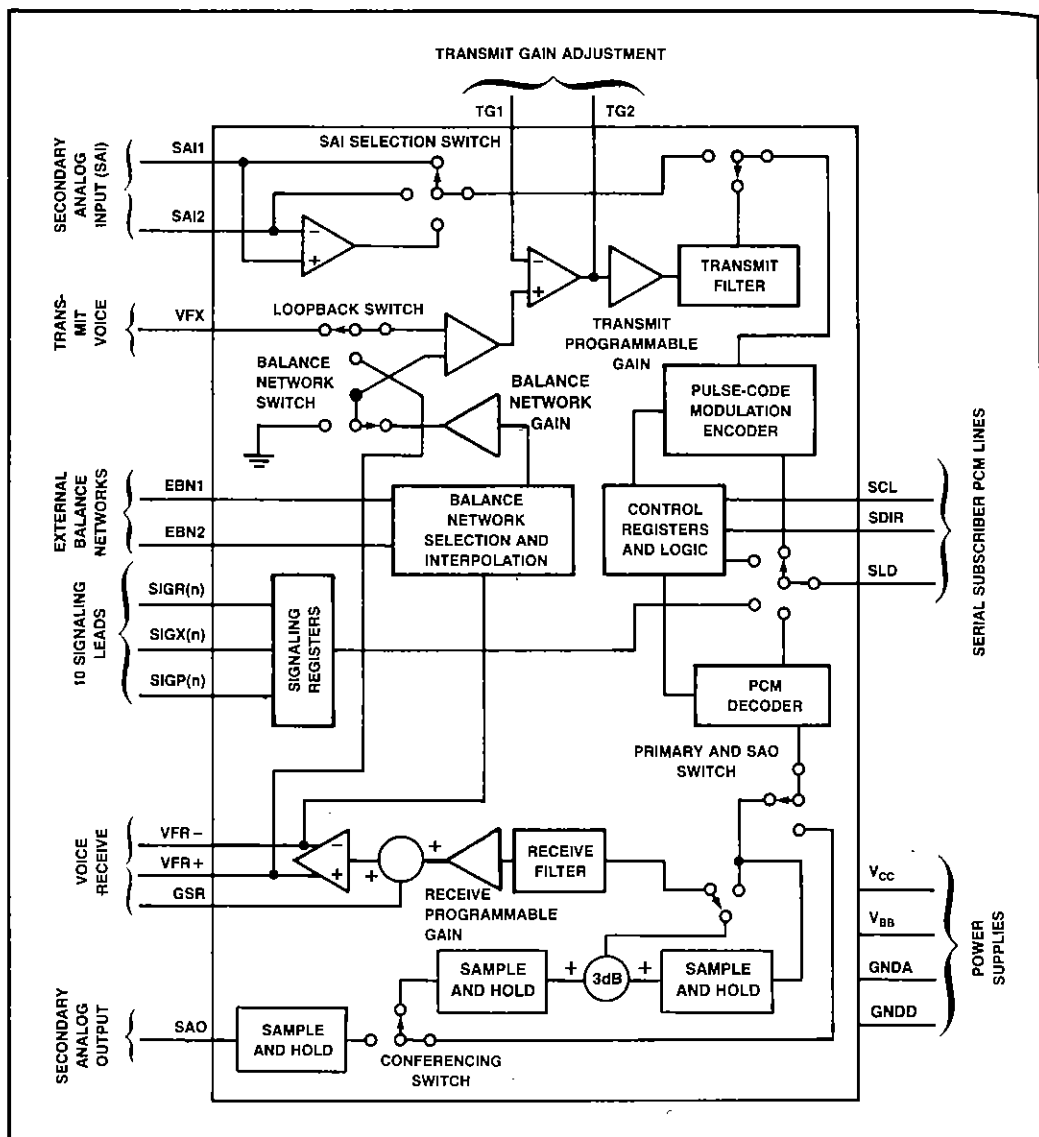 TRANSMIT GAIN ADJUSTMENT
TG1
TG2
SECONDARY
ANALOG
INPUT (SAI)
SAI1
SAI2
SAI SELECTION SWITCH
−
+
−
+
TRANSMIT
FILTER
TRANS-
MIT
VOICE
VFX
LOOPBACK SWITCH
TRANSMIT
PROGRAMMABLE
GAIN
BALANCE
NETWORK
SWITCH
BALANCE
NETWORK
GAIN
PULSE-CODE
MODULATION
ENCODER
EXTERNAL
BALANCE
NETWORKS
EBN1
EBN2
BALANCE
NETWORK
SELECTION AND
INTERPOLATION
CONTROL
REGISTERS
AND LOGIC
SCL
SDIR
SLD
SERIAL SUBSCRIBER PCM LINES
10 SIGNALING
LEADS
SIGR(n)
SIGX(n)
SIGP(n)
SIGNALING
REGISTERS
PCM
DECODER
PRIMARY AND SAO
SWITCH
VOICE
RECEIVE
VFR−
VFR+
GSR
−
+
+
+
RECEIVE
PROGRAMMABLE
GAIN
RECEIVE
FILTER
VCC
VBB
GNDA
GNDD
POWER
SUPPLIES
SAMPLE
AND HOLD
+
3dB
+
SAMPLE
AND HOLD
SECONDARY
ANALOG
OUTPUT
SAO
SAMPLE
AND HOLD
CONFERENCING
SWITCH